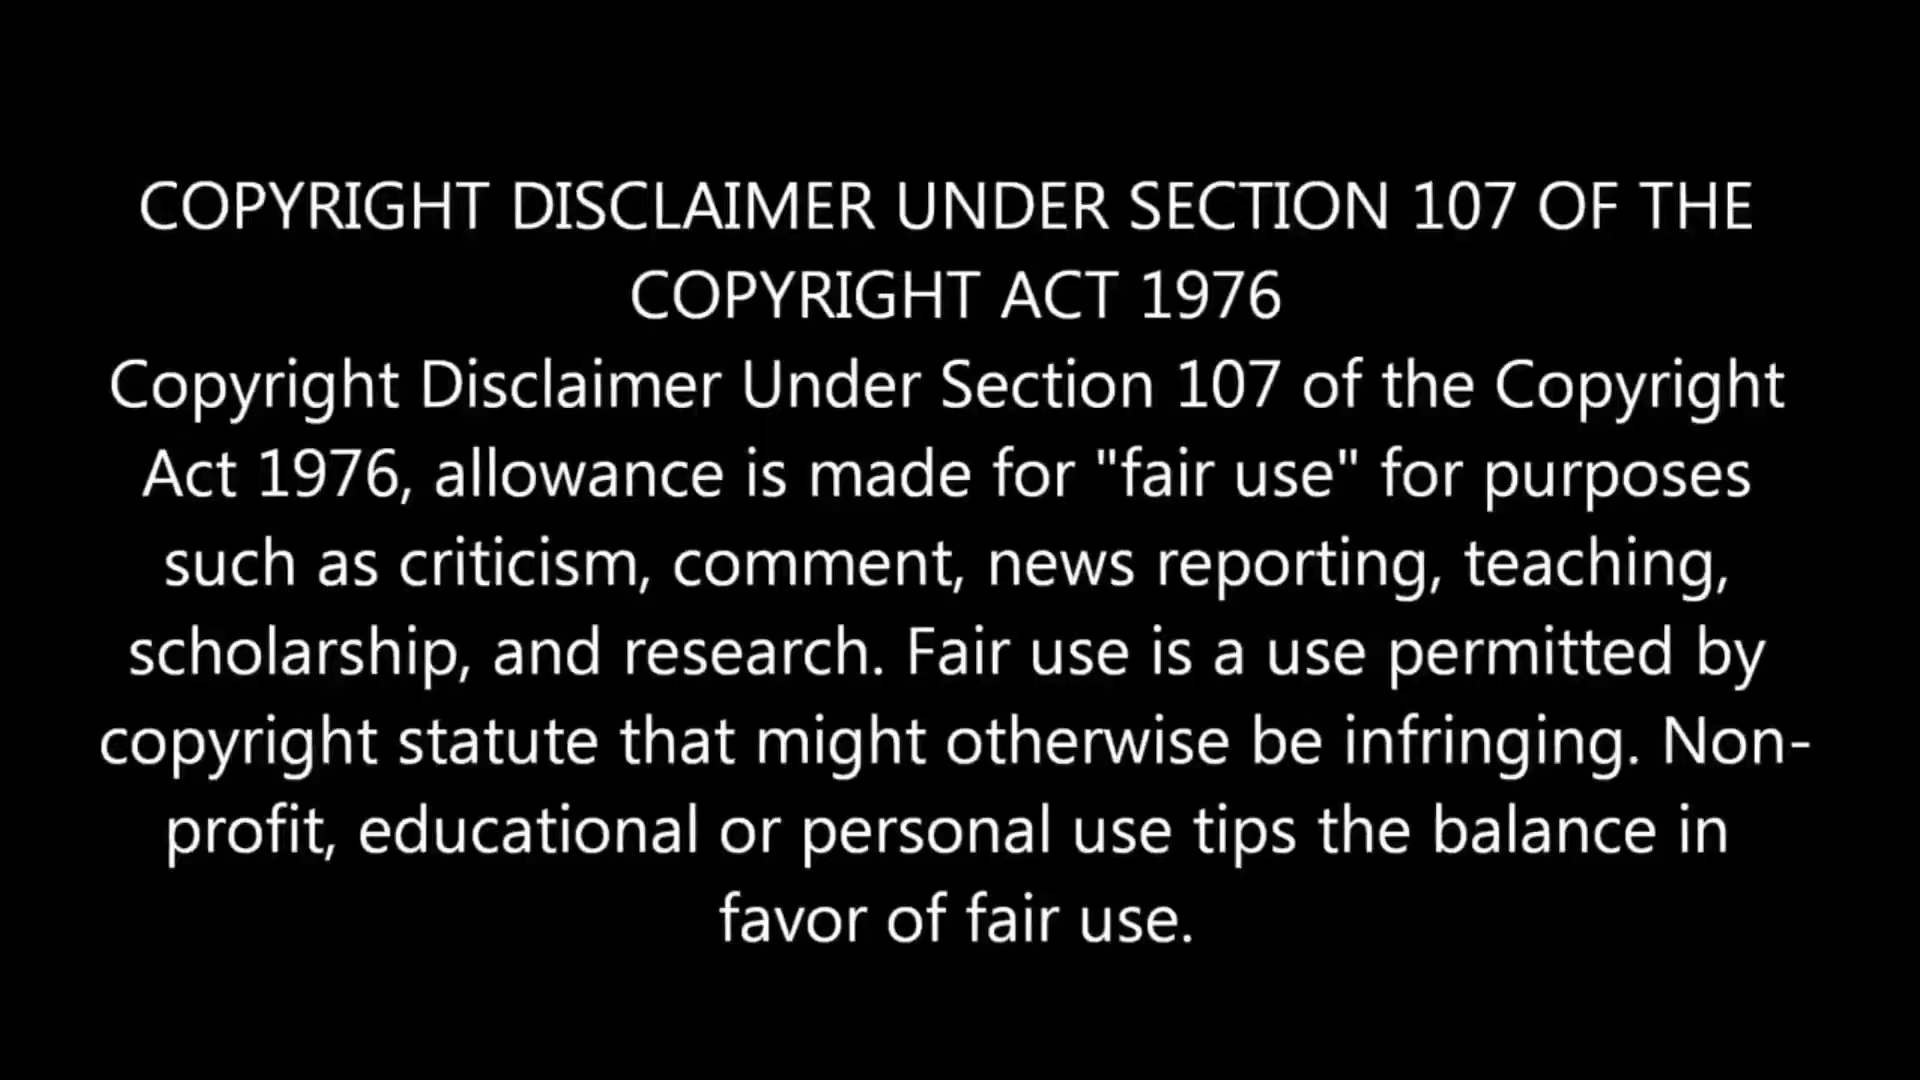 COPYRIGHT DISCLAIMER UNDER SECTION 107 OF THE
COPYRIGHT ACT 1976
Copyright Disclaimer Under Section 107 of the Copyright
Act 1976, allowance is made for "fair use" for purposes
such as criticism, comment, news reporting, teaching,
scholarship, and research. Fair use is a use permitted by
copyright statute that might otherwise be infringing. Non-
profit, educational or personal use tips the balance in
favor of fair use.